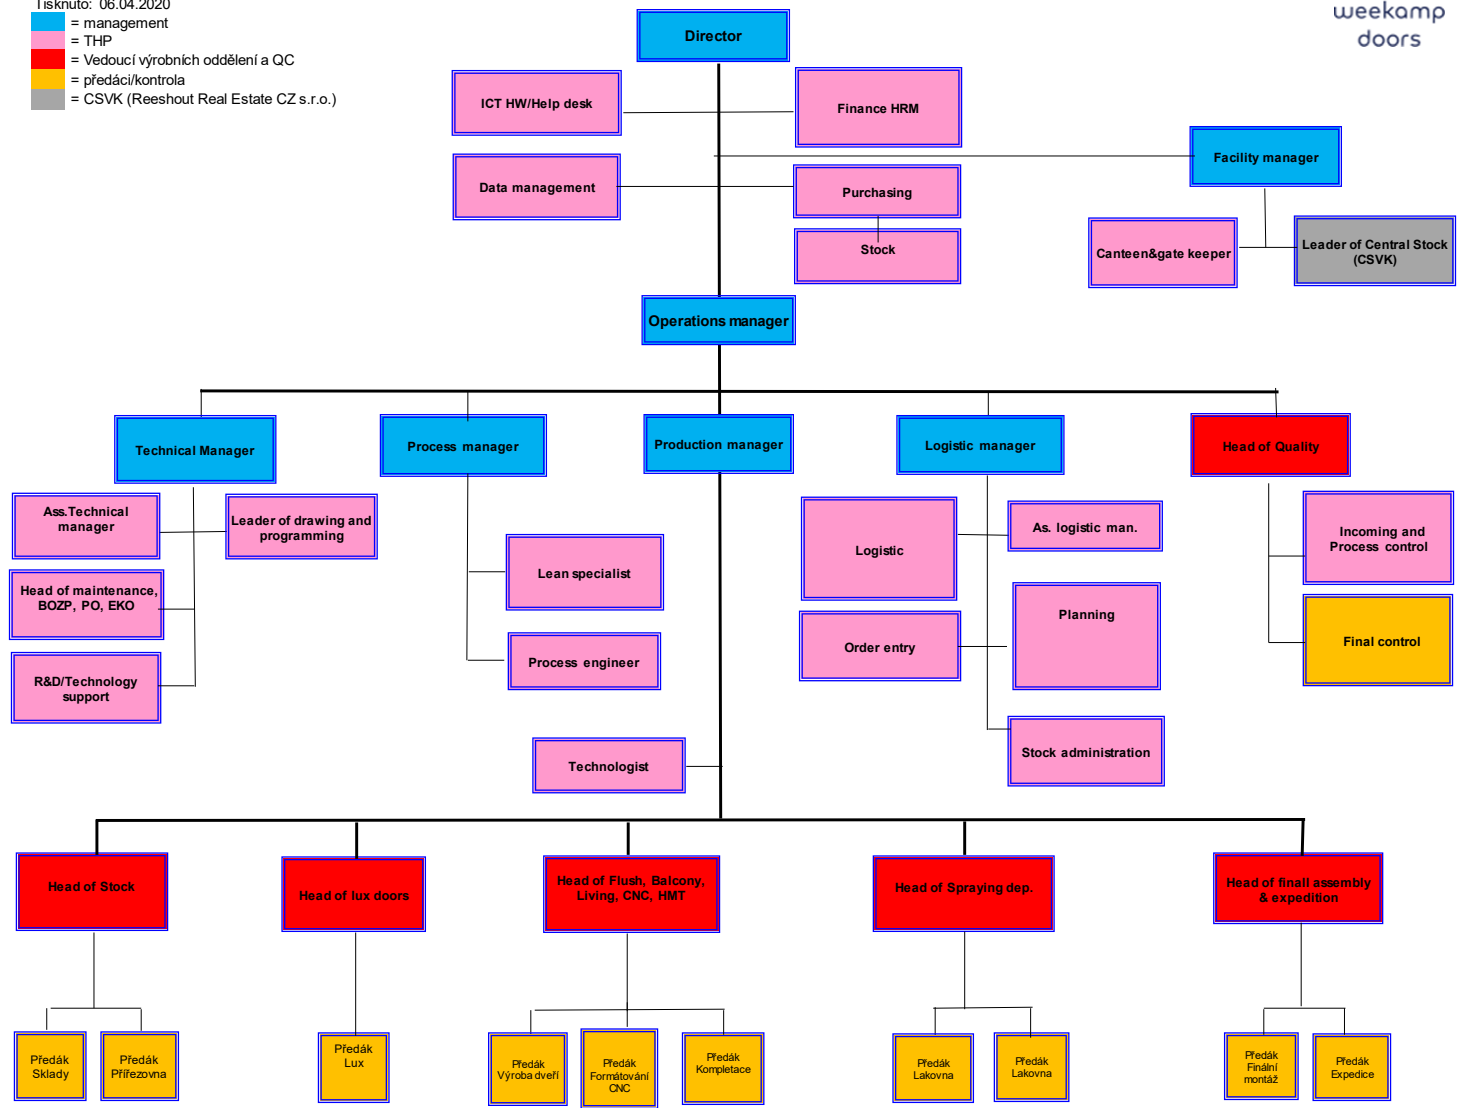 Tisknuto: 06.04.2020
= management
= THP
= Vedoucí výrobních oddělení a QC
= předáci/kontrola
= CSVK (Reeshout Real Estate CZ s.r.o.)
weekamp
doors
Director
ICT HW/Help desk
Finance HRM
Facility manager
Data management
Purchasing
Stock
Canteen&gate keeper
Leader of Central Stock
(CSVK)
Operations manager
Technical Manager
Process manager
Production manager
Logistic manager
Head of Quality
Ass.Technical
manager
Leader of drawing and
programming
Head of maintenance,
BOZP, PO, EKO
R&D/Technology
support
Lean specialist
Process engineer
Technologist
Logistic
As. logistic man.
Order entry
Planning
Stock administration
Incoming and
Process control
Final control
Head of Stock
Head of lux doors
Head of Flush, Balcony,
Living, CNC, HMT
Head of Spraying dep.
Head of finall assembly
& expedition
Předák
Sklady
Předák
Přířezovna
Předák
Lux
Předák
Výroba dveří
Předák
Formátování
CNC
Předák
Kompletace
Předák
Lakovna
Předák
Lakovna
Předák
Finální
montáž
Předák
Expedice